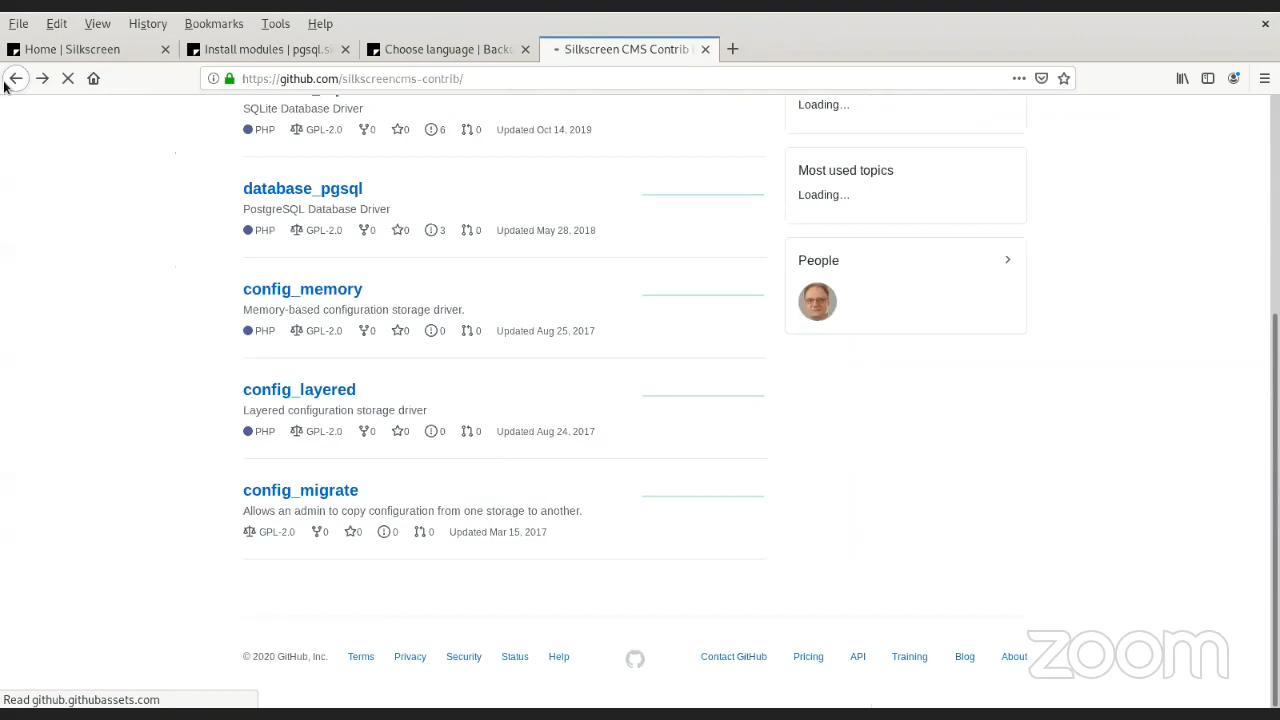 File Edit View History Bookmarks Tools Help
Home | Silkscreen
Install modules | pgsql.si
Choose language | Back
Silkscreen CMS Contrib
https://github.com/silkscreencms-contrib/
SQLite Database Driver
PHP GPL-2.0 0 0 6 0 Updated Oct 14, 2019
database_pgsql
PostgreSQL Database Driver
PHP GPL-2.0 0 0 3 0 Updated May 28, 2018
config_memory
Memory-based configuration storage driver.
PHP GPL-2.0 0 0 0 0 Updated Aug 25, 2017
config_layered
Layered configuration storage driver
PHP GPL-2.0 0 0 0 0 Updated Aug 24, 2017
config_migrate
Allows an admin to copy configuration from one storage to another.
GPL-2.0 0 0 0 0 Updated Mar 15, 2017
Loading...
Most used topics
Loading...
People
© 2020 GitHub, Inc. Terms Privacy Security Status Help Contact GitHub Pricing API Training Blog About
zoom
Read github.githubassets.com